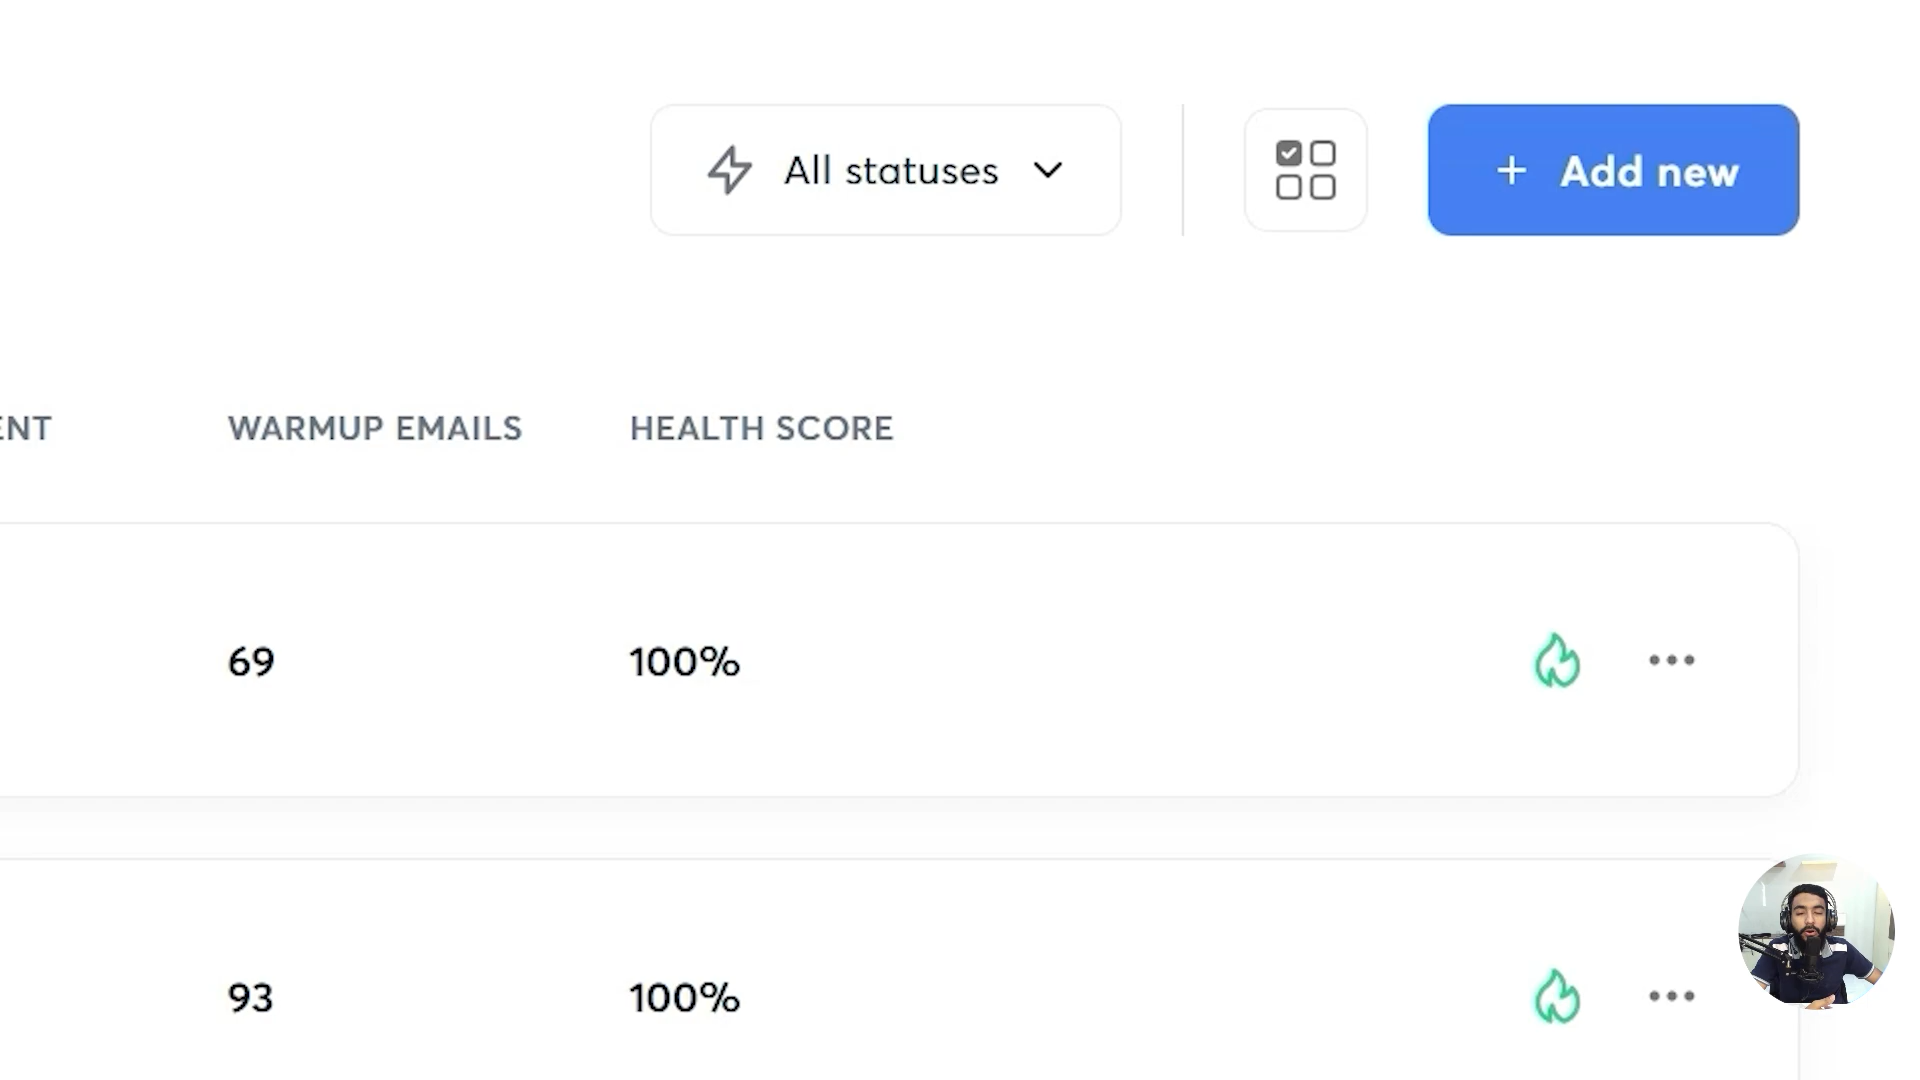 All statuses
+ Add new
ENT WARMUP EMAILS HEALTH SCORE
69 100%
93 100%